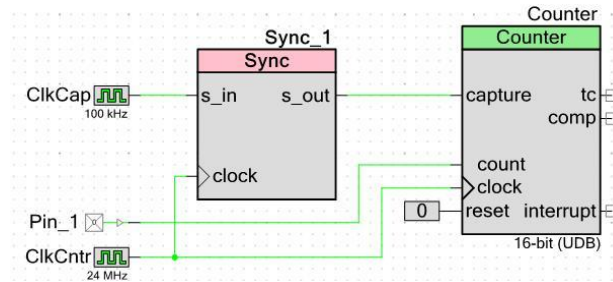 Counter
Sync_1
Counter
Sync
ClkCap
100 kHz
s_in
s_out
capture
tc
comp
clock
count
clock
Pin_1
0
reset
interrupt
ClkCntr
24 MHz
16-bit (UDB)